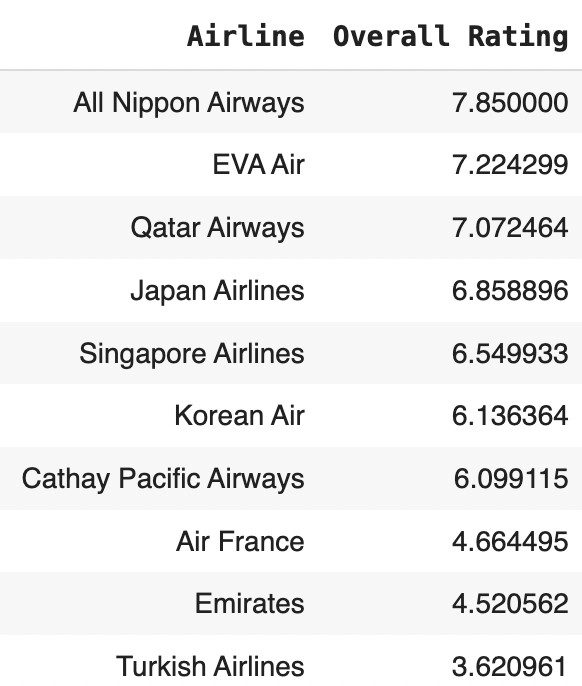 Airline Overall Rating
All Nippon Airways 7.850000
EVA Air 7.224299
Qatar Airways 7.072464
Japan Airlines 6.858896
Singapore Airlines 6.549933
Korean Air 6.136364
Cathay Pacific Airways 6.099115
Air France 4.664495
Emirates 4.520562
Turkish Airlines 3.620961